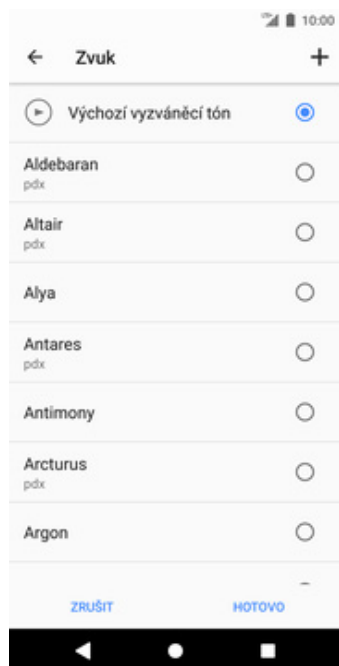 10:00
Zvuk
Výchozí vyzváněcí tón
Aldebaran
pdx
Altair
pdx
Alya
Antares
pdx
Antimony
Arcturus
pdx
Argon
ZRUŠIT HOTOVO